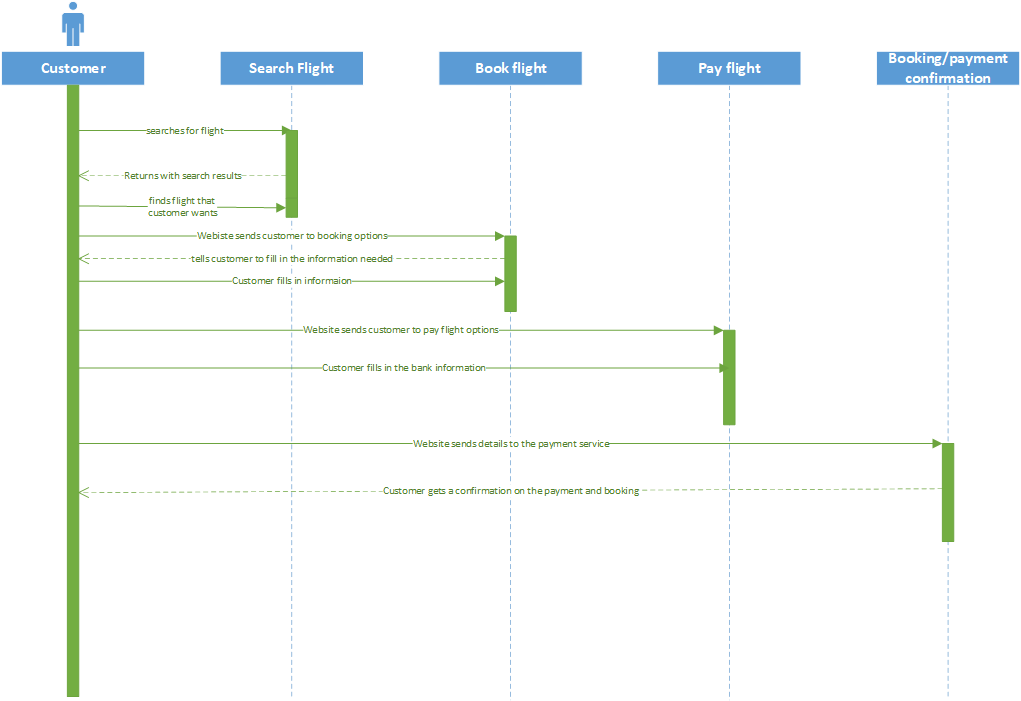 Customer
Search Flight
Book flight
Pay flight
Booking/payment
confirmation
searches for flight
Returns with search results
finds flight that
customer wants
Webiste sends customer to booking options
tells customer to fill in the information needed
Customer fills in informaion
Website sends customer to pay flight options
Customer fills in the bank information
Website sends details to the payment service
Customer gets a confirmation on the payment and booking